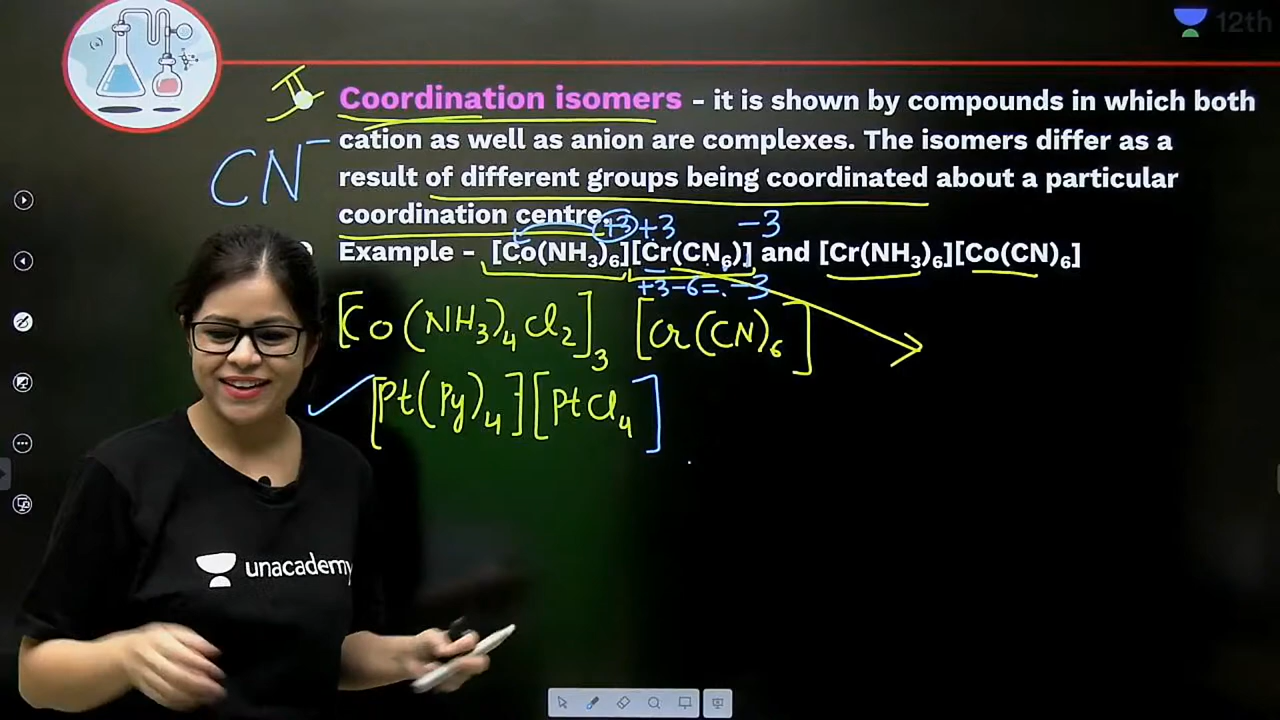 12th
II Coordination isomers - it is shown by compounds in which both
cation as well as anion are complexes. The isomers differ as a
CN⁻
result of different groups being coordinated about a particular
coordination centre.
+3 +3 -3
Example - [Co(NH₃)₆][Cr(CN₆)] and [Cr(NH₃)₆][Co(CN)₆]
+3-6=-3
[Co(NH₃)₄Cl₂]₃ [Cr(CN)₆]
[Pt(Py)₄][PtCl₄]
unacademy